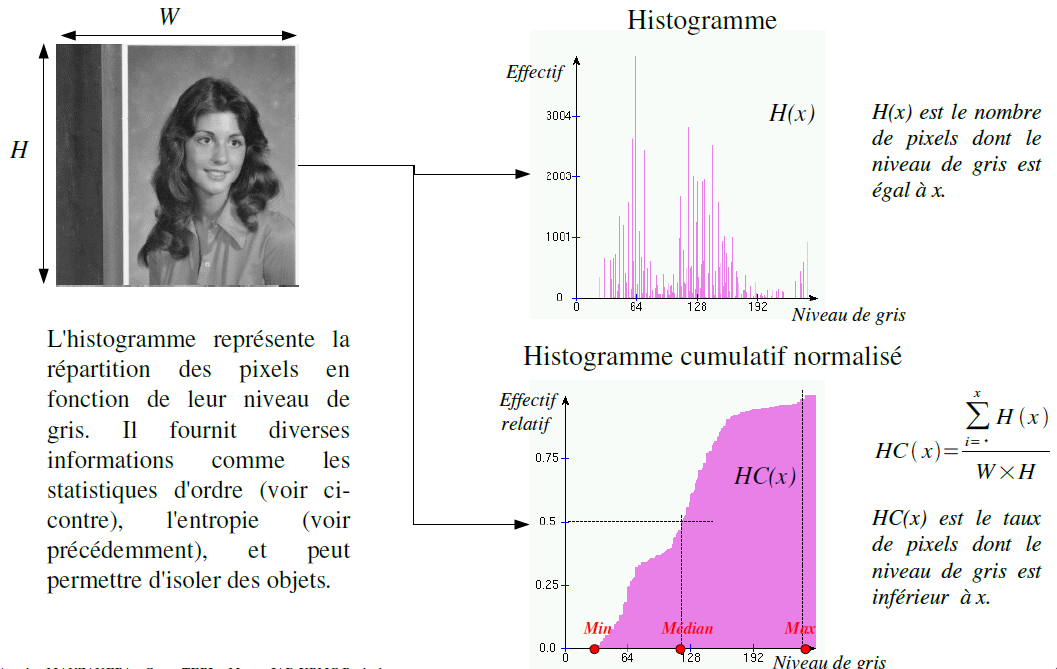 W
H
Histogramme
Effectif
H(x)
3004
2003
1001
0
0 64 128 192
Niveau de gris
H(x) est le nombre
de pixels dont le
niveau de gris est
égal à x.
L'histogramme représente la
répartition des pixels en
fonction de leur niveau de
gris. Il fournit diverses
informations comme les
statistiques d'ordre (voir ci-
contre), l'entropie (voir
précédemment), et peut
permettre d'isoler des objets.
Histogramme cumulatif normalisé
Effectif
relatif
0.75
HC(x)
0.5
0.25
Min Median Max
0.0
0 64 128 192
Niveau de gris
x
∑ H (x)
i= ·
HC(x)=
W×H
HC(x) est le taux
de pixels dont le
niveau de gris est
inférieur à x.